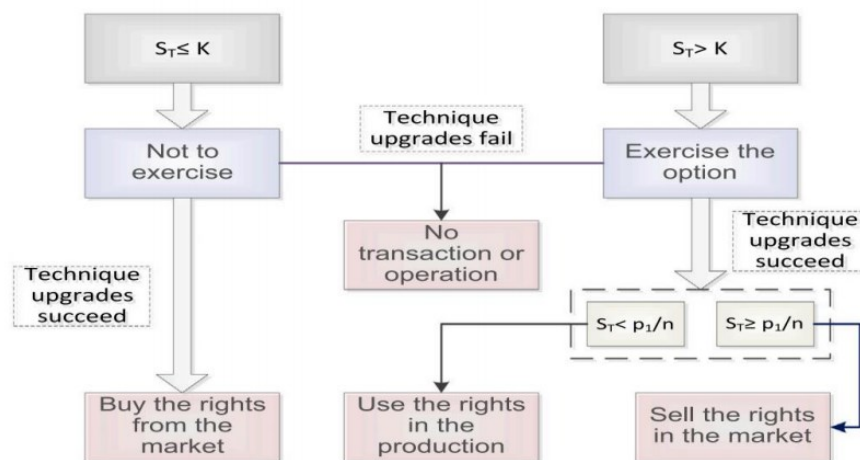 S_T≤ K
S_T> K
Technique
upgrades fail
Not to
exercise
Exercise the
option
No
transaction or
operation
Technique
upgrades
succeed
Technique
upgrades
succeed
S_T< p_1/n
S_T≥ p_1/n
Buy the rights
from the
market
Use the rights
in the
production
Sell the rights
in the market